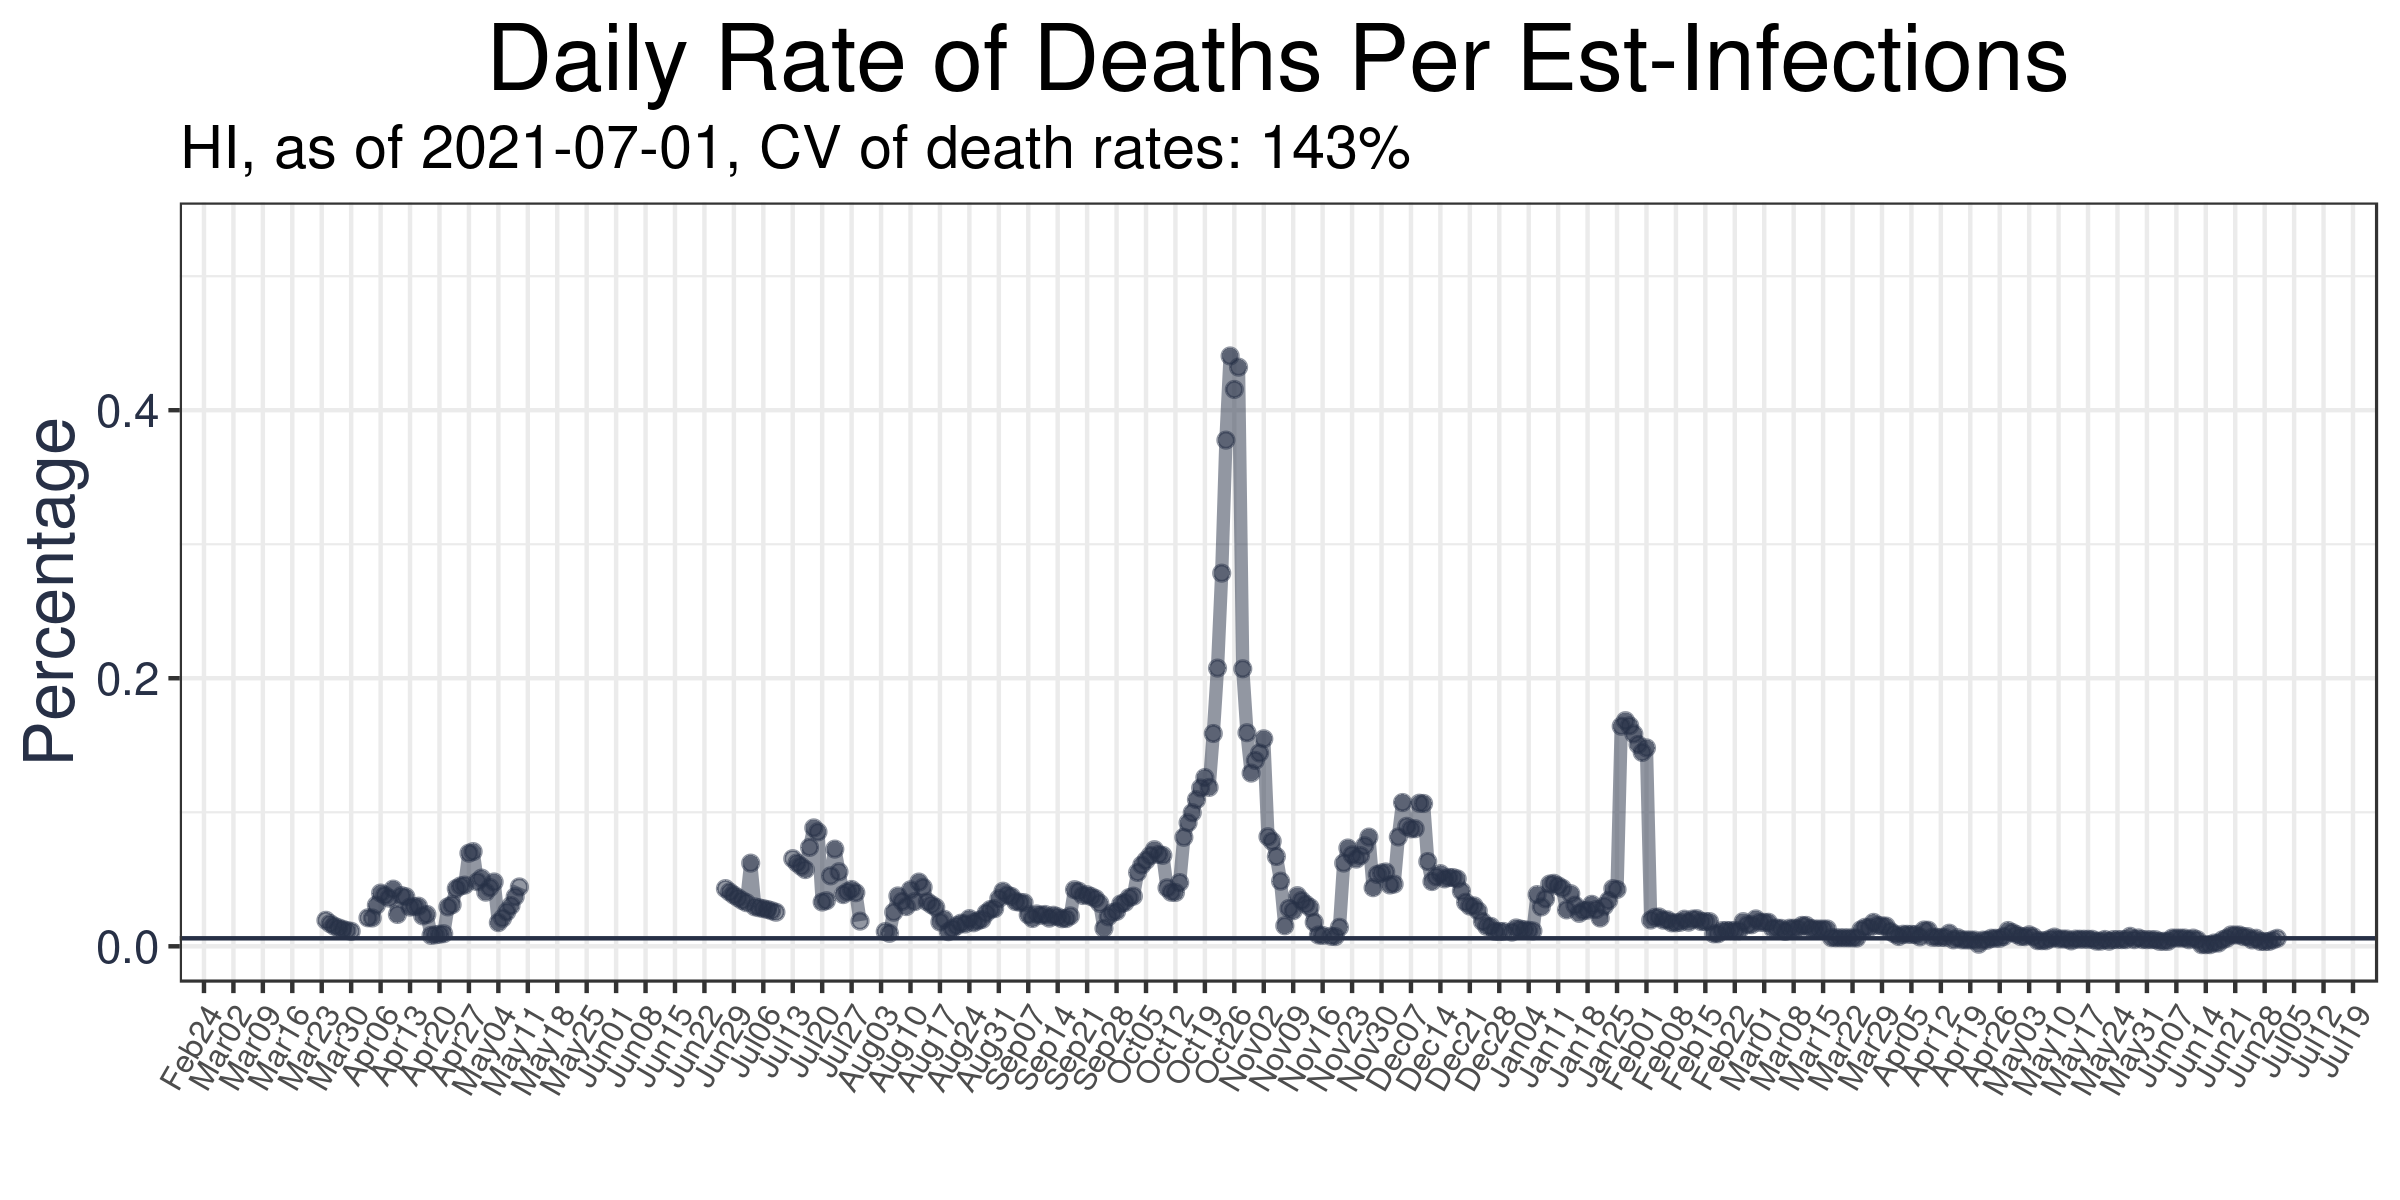 Daily Rate of Deaths Per Est-Infections
HI, as of 2021-07-01, CV of death rates: 143%
Percentage
0.4
0.2
0.0
Feb24
Mar02
Mar09
Mar16
Mar23
Mar30
Apr06
Apr13
Apr20
Apr27
May04
May11
May18
May25
Jun01
Jun08
Jun15
Jun22
Jun29
Jul06
Jul13
Jul20
Jul27
Aug03
Aug10
Aug17
Aug24
Aug31
Sep07
Sep14
Sep21
Sep28
Oct05
Oct12
Oct19
Oct26
Nov02
Nov09
Nov16
Nov23
Nov30
Dec07
Dec14
Dec21
Dec28
Jan04
Jan11
Jan18
Jan25
Feb01
Feb08
Feb15
Feb22
Mar01
Mar08
Mar15
Mar22
Mar29
Apr05
Apr12
Apr19
Apr26
May03
May10
May17
May24
May31
Jun07
Jun14
Jun21
Jun28
Jul05
Jul12
Jul19